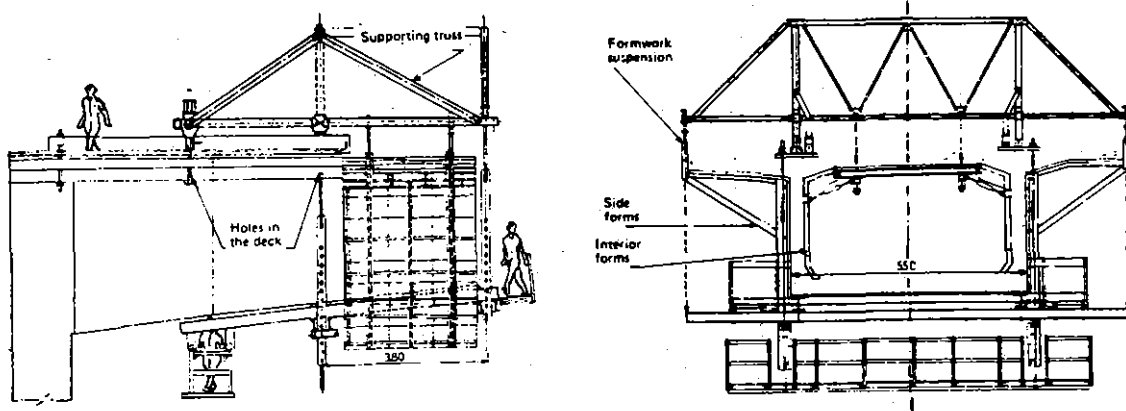 Supporting truss
Holes in
the deck
380
Formwork
suspension
Side
forms
Interior
forms
550